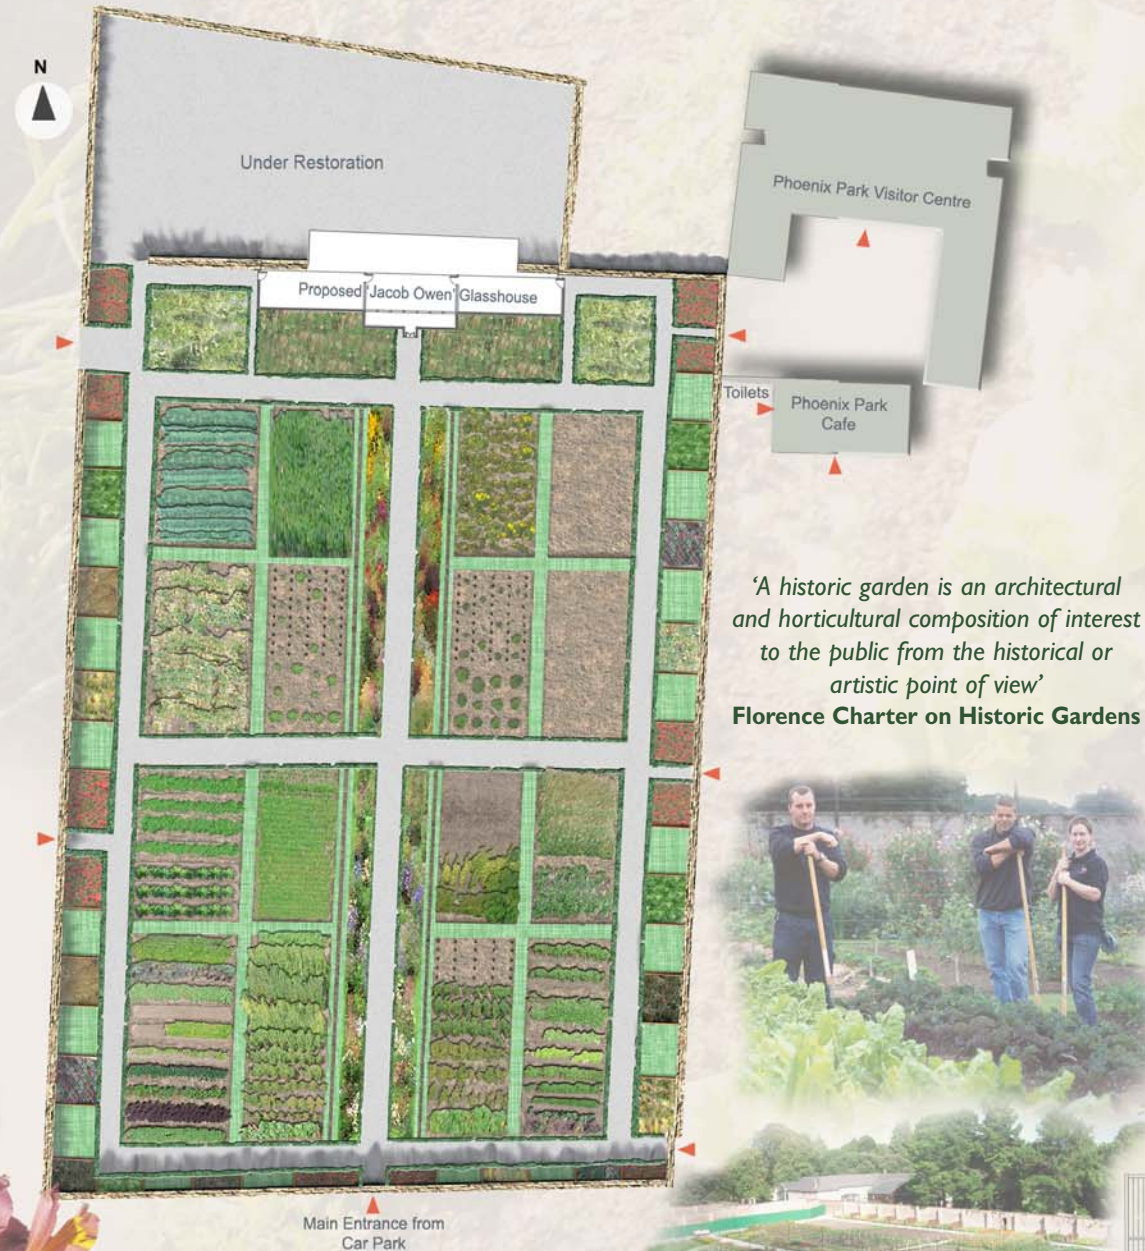 N
Under Restoration
Phoenix Park Visitor Centre
Proposed 'Jacob Owen' Glasshouse
Toilets
Phoenix Park
Cafe
‘A historic garden is an architectural
and horticultural composition of interest
to the public from the historical or
artistic point of view’
Florence Charter on Historic Gardens
Main Entrance from
Car Park